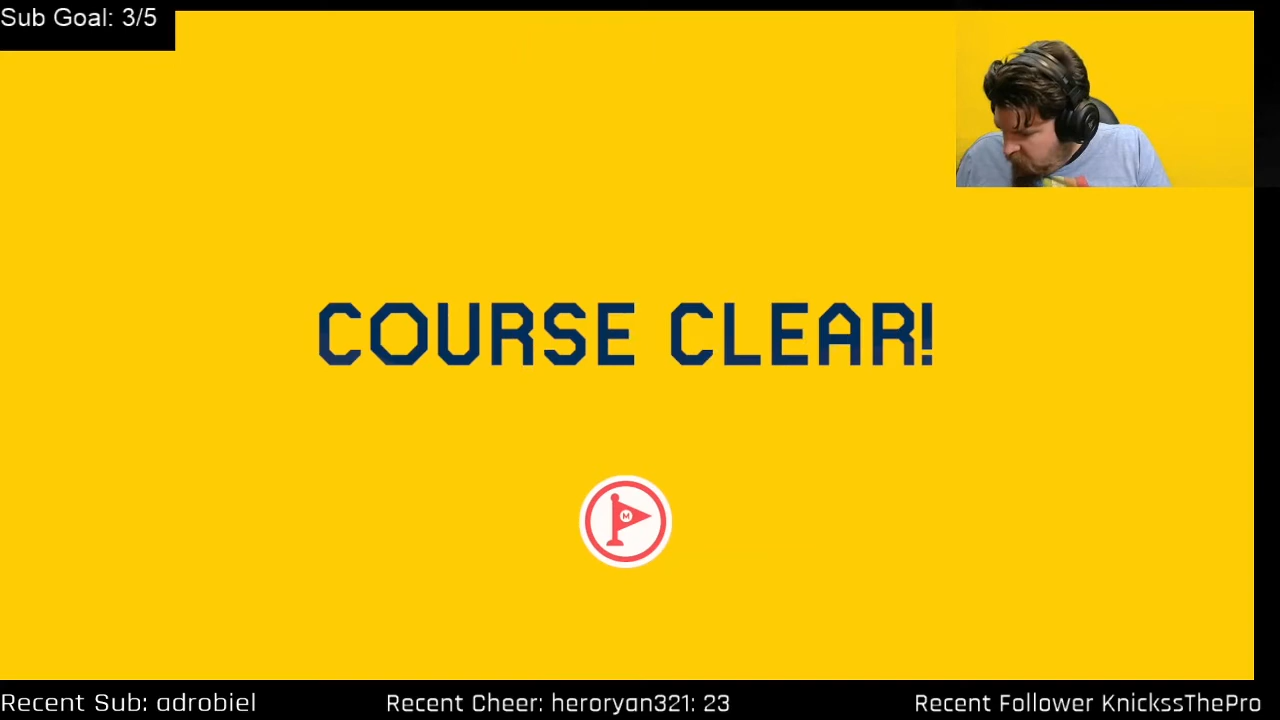 Sub Goal: 3/5
COURSE CLEAR!
M
Recent Sub: adrobiel
Recent Cheer: heroryan321: 23
Recent Follower KnickssThePro